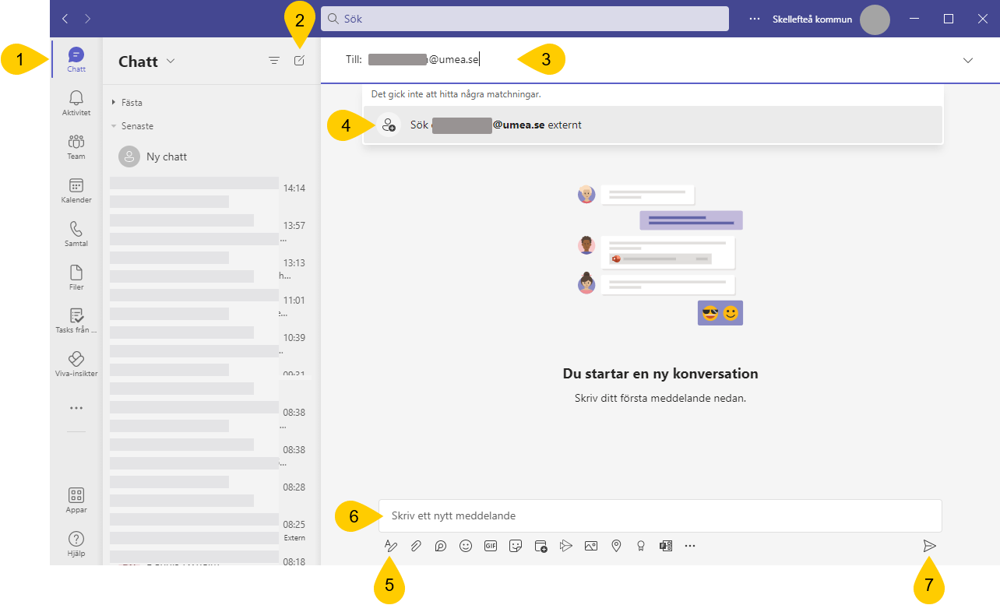 2
Sök
Skellefteå kommun
1
Chatt
Chatt
Till: @umea.se
3
Det gick inte att hitta några matchningar.
4
Sök @umea.se externt
Aktivitet
Team
Kalender
Samtal
Filer
Tasks från ...
Viva-insikter
Appar
Hjälp
Fästa
Senaste
Ny chatt
14:14
13:57
...
13:13
h...
11:01
e...
10:39
...
09:31
08:38
...
08:38
...
08:28
08:25
Extern
08:18
Du startar en ny konversation
Skriv ditt första meddelande nedan.
6
Skriv ett nytt meddelande
GIF
5
7